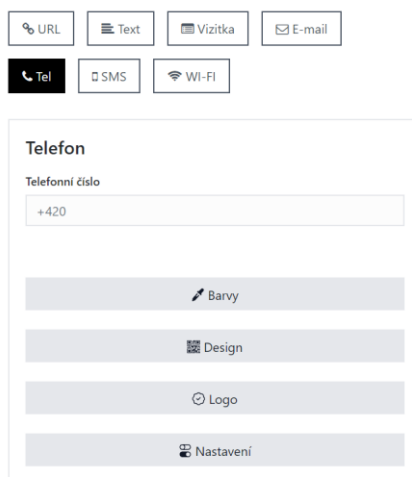 URL Text Vizitka E-mail
Tel SMS WI-FI
Telefon
Telefonní číslo
+420
Barvy
Design
Logo
Nastavení